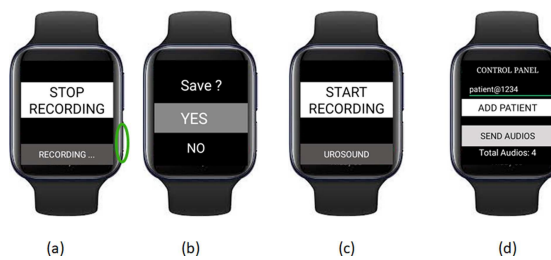 STOP
RECORDING
RECORDING ...
Save ?
YES
NO
START
RECORDING
UROSOUND
CONTROL PANEL
patient@1234
ADD PATIENT
SEND AUDIOS
Total Audios: 4
(a)
(b)
(c)
(d)